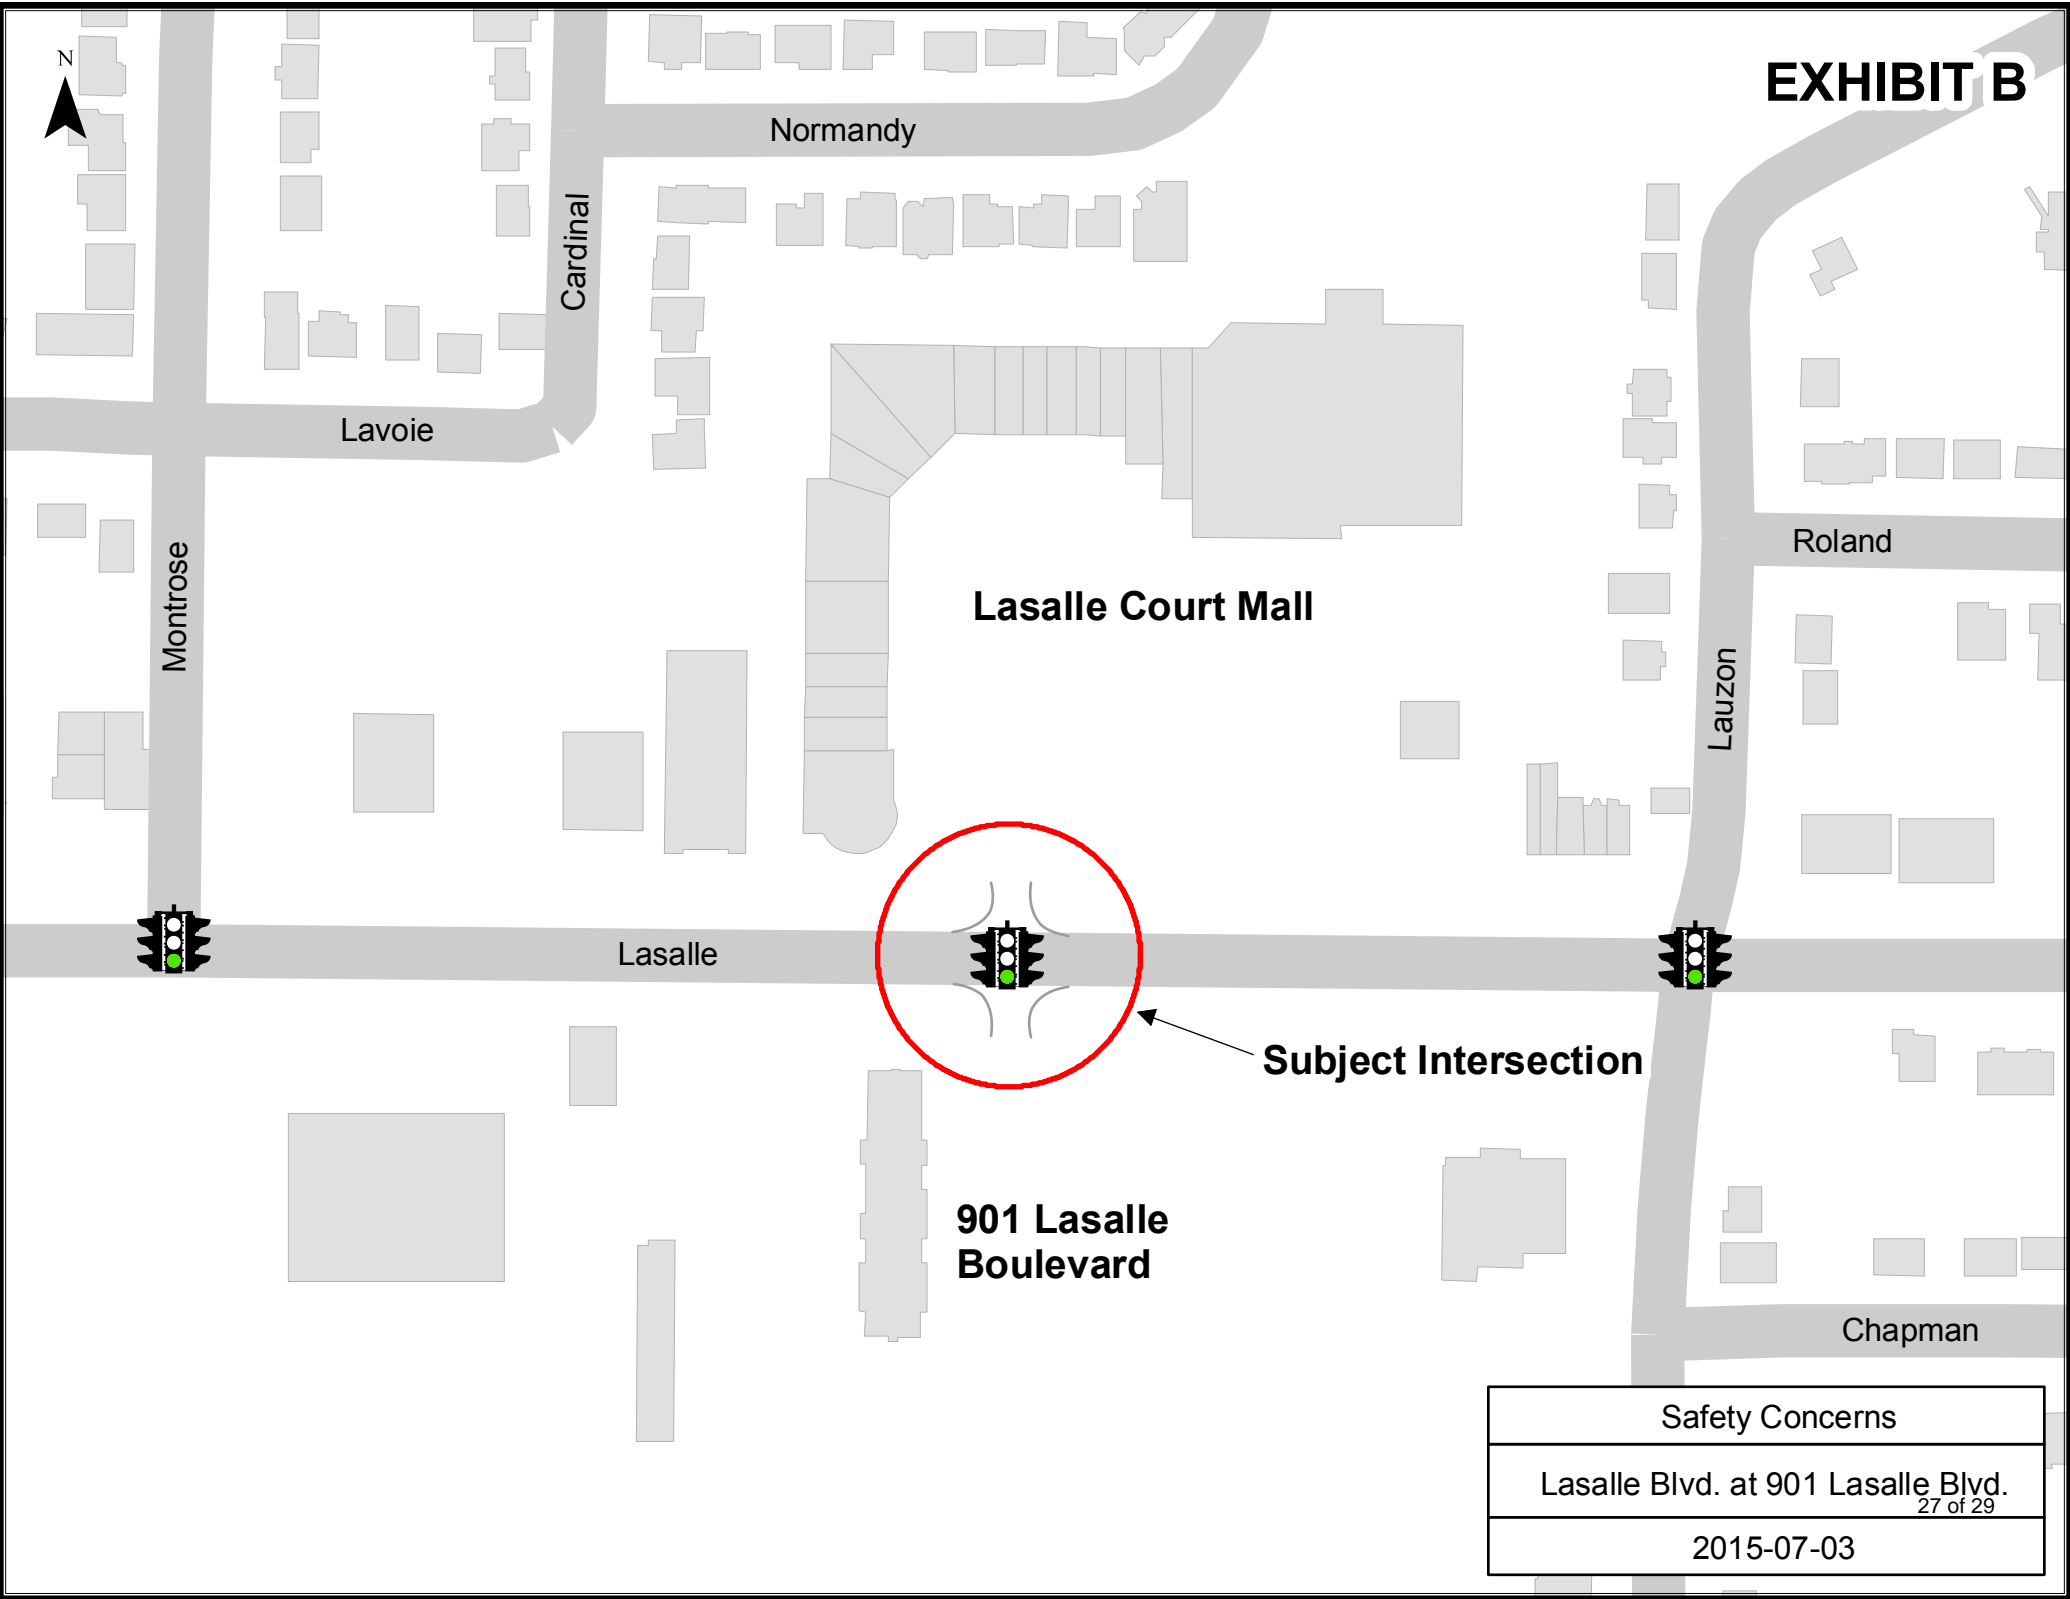 N
EXHIBIT B
Normandy
Cardinal
Lavoie
Montrose
Roland
Lasalle Court Mall
Lauzon
Lasalle
Subject Intersection
901 Lasalle
Boulevard
Chapman
Safety Concerns
Lasalle Blvd. at 901 Lasalle Blvd.
27 of 29
2015-07-03